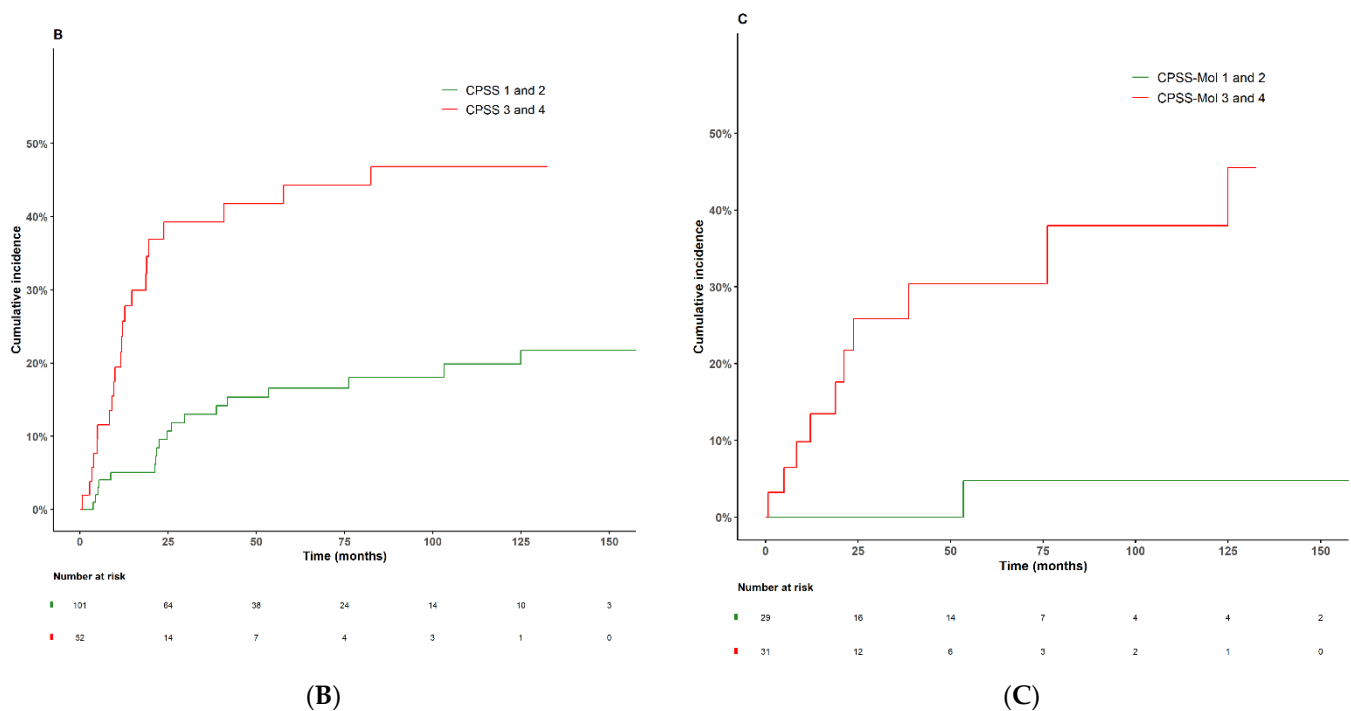 B
CPSS 1 and 2
CPSS 3 and 4
50%
40%
30%
20%
10%
0%
Cumulative incidence
0 25 50 75 100 125 150
Time (months)
Number at risk
101 64 38 24 14 10 3
52 14 7 4 3 1 0
(B)
C
CPSS-Mol 1 and 2
CPSS-Mol 3 and 4
50%
40%
30%
20%
10%
0%
Cumulative incidence
0 25 50 75 100 125 150
Time (months)
Number at risk
29 16 14 7 4 4 2
31 12 6 3 2 1 0
(C)